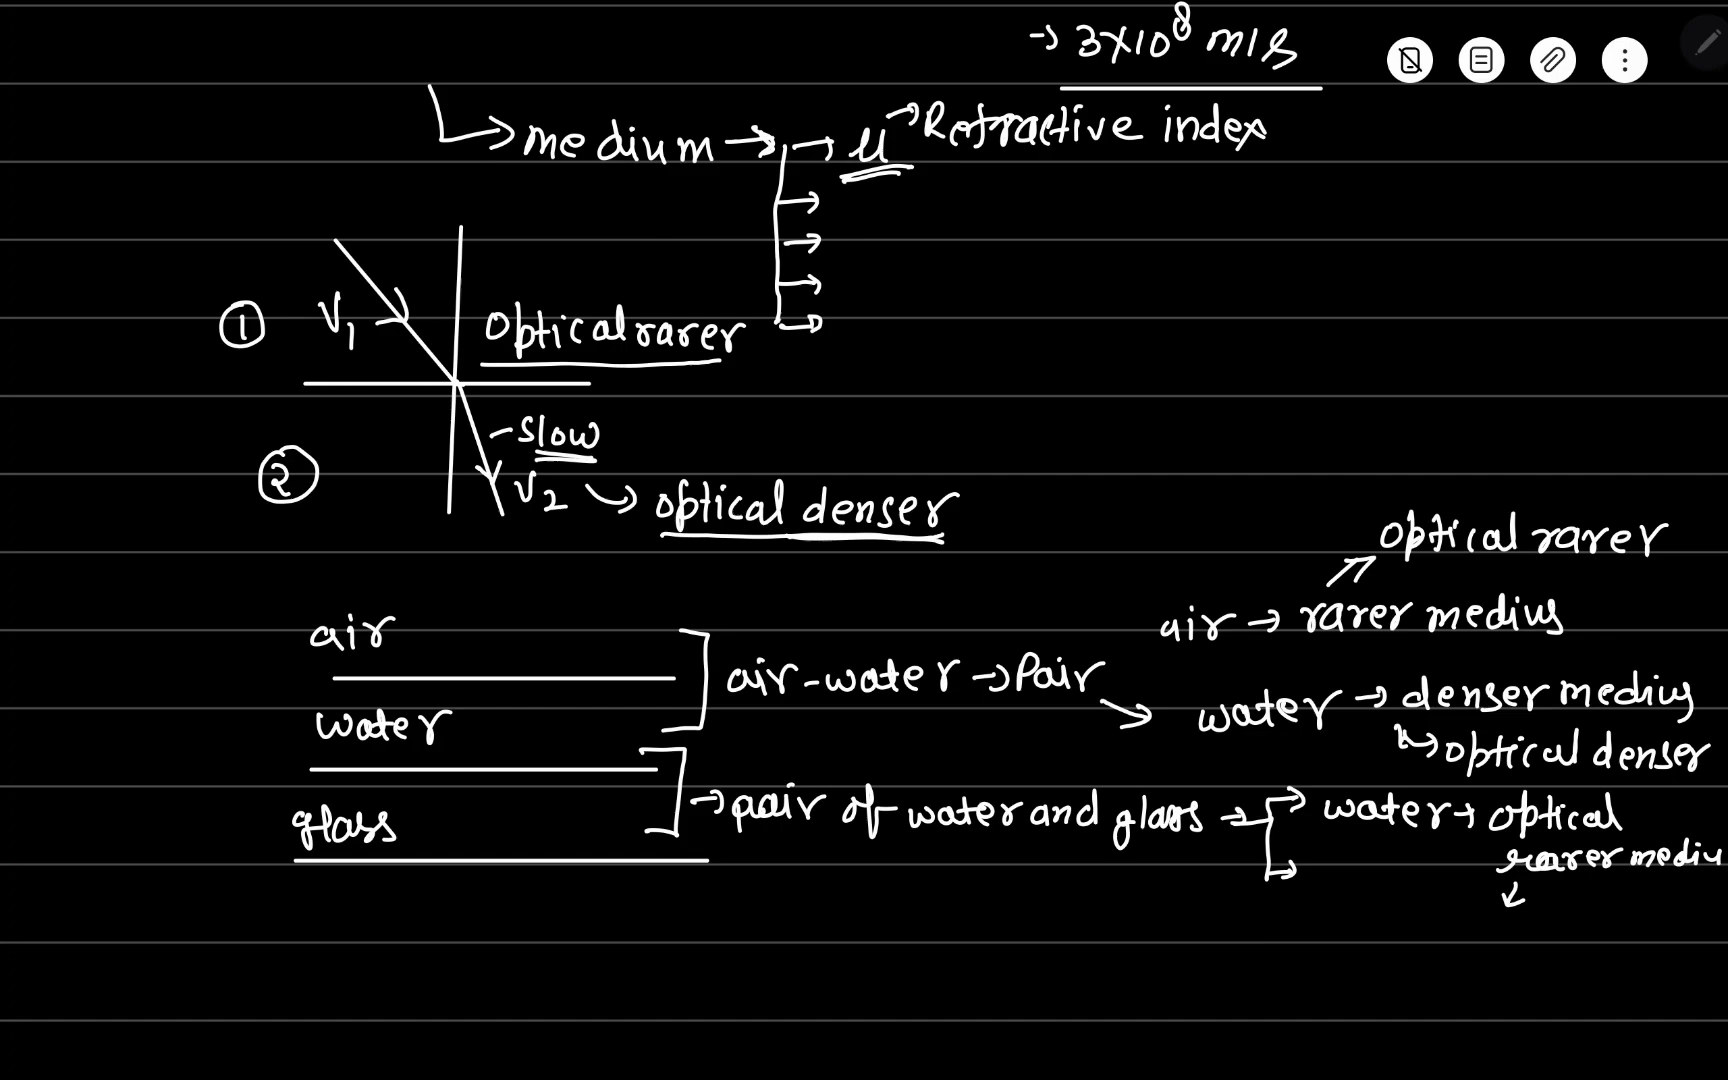 → 3×10⁸ m/s
→ medium → → μ → Refractive index
① V₁ Optical rarer
- slow
② V₂ → optical denser
optical rarer
air → rarer medium
air
air-water → Pair
water → denser medium
water
→ optical denser
→ pair of water and glass → water → optical
glass
rarer mediu